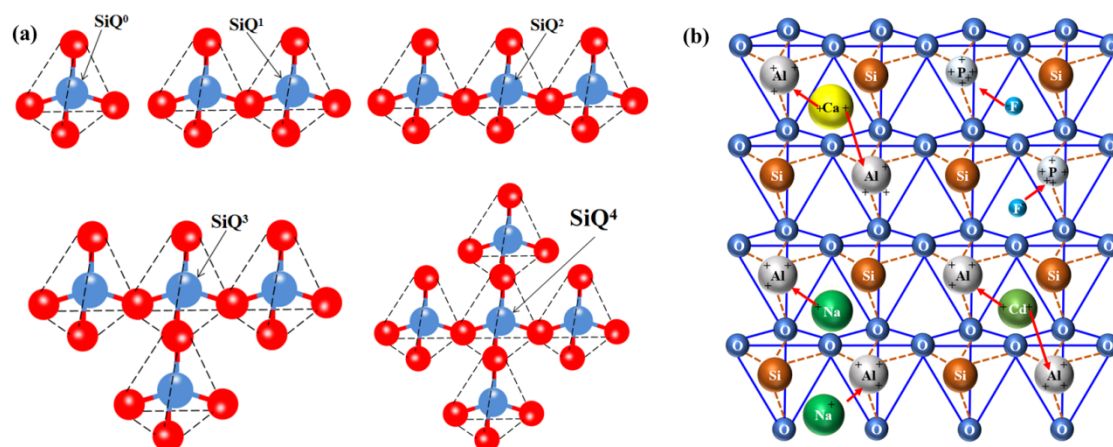 (a)
SiQ⁰
SiQ¹
SiQ²
SiQ³
SiQ⁴
(b)
O O O O
O O O O O
Al Si P Si
+Ca+ F
O O O O
O O O O O
Si Al Si P
F
O O O O
O O O O O
Al Si Al Si
+Na +Cd+
O O O O
O O O O O
Si Al Si Al
Na+
O O O O